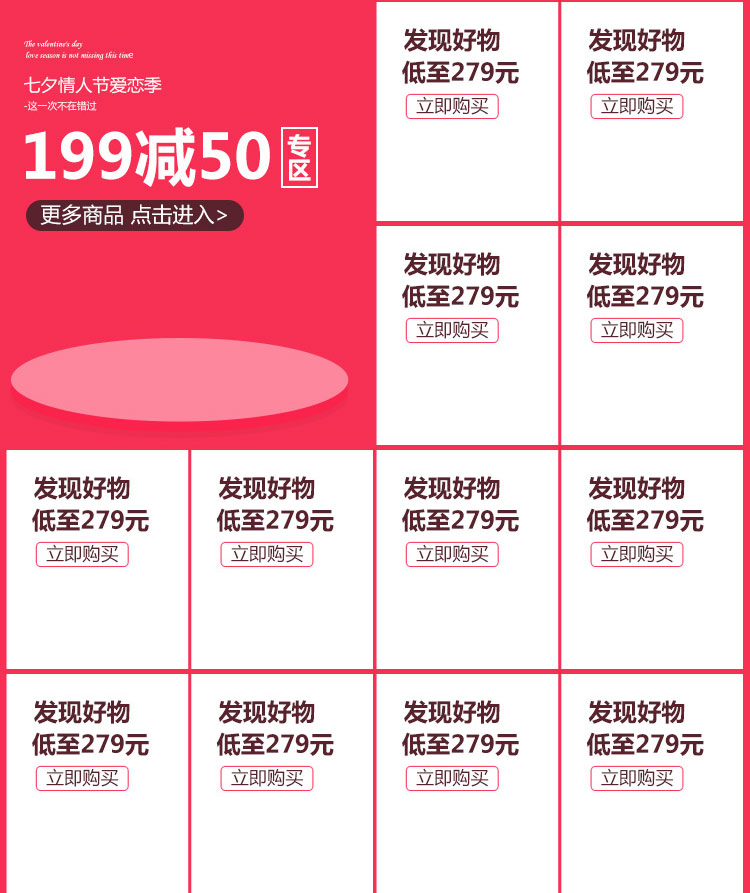 The valentine's day
love season is not missing this time
七夕情人节爱恋季
-这一次不在错过
199减50
专区
更多商品 点击进入>
发现好物
低至279元
立即购买
发现好物
低至279元
立即购买
发现好物
低至279元
立即购买
发现好物
低至279元
立即购买
发现好物
低至279元
立即购买
发现好物
低至279元
立即购买
发现好物
低至279元
立即购买
发现好物
低至279元
立即购买
发现好物
低至279元
立即购买
发现好物
低至279元
立即购买
发现好物
低至279元
立即购买
发现好物
低至279元
立即购买